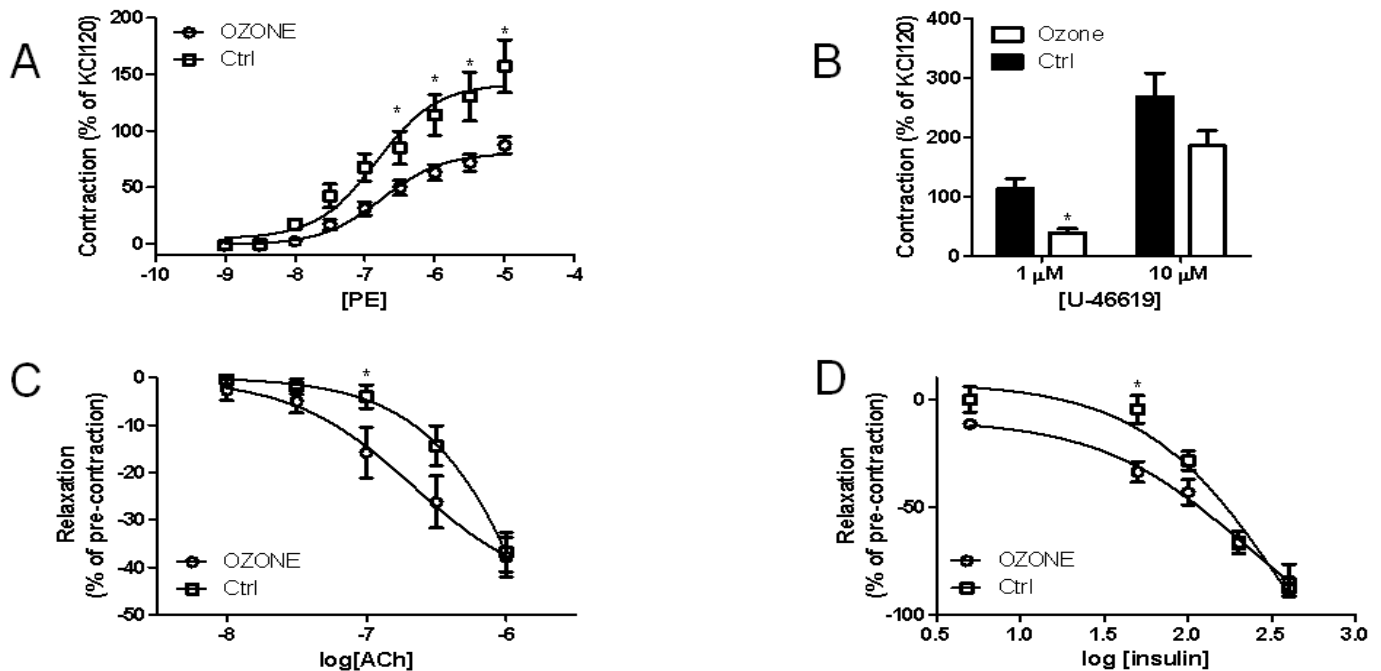 A
Contraction (% of KCl120)
OZONE
Ctrl
200
150
100
50
0
* * * * *
-10 -9 -8 -7 -6 -5 -4
[PE]
B
Contraction (% of KCl120)
Ozone
Ctrl
400
300
200
100
0
*
1 µM 10 µM
[U-46619]
C
Relaxation
(% of pre-contraction)
0
-10
-20
-30
-40
-50
*
OZONE
Ctrl
-8 -7 -6
log[ACh]
D
Relaxation
(% of pre-contraction)
0
-50
-100
*
OZONE
Ctrl
0.5 1.0 1.5 2.0 2.5 3.0
log [insulin]